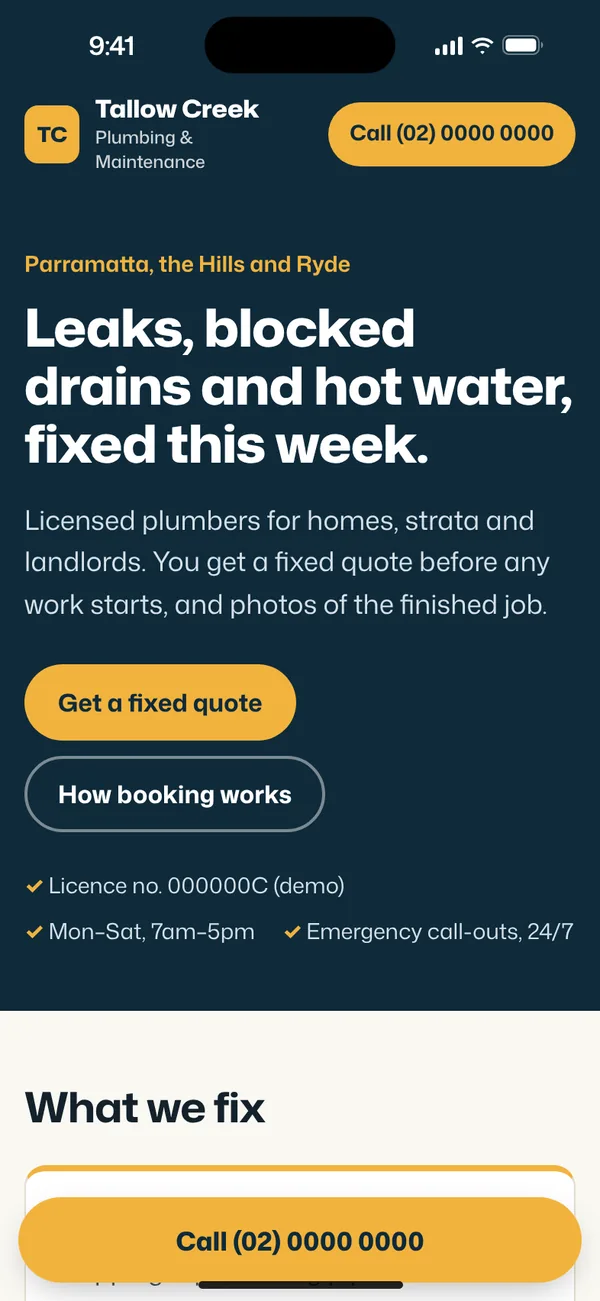 9:41
TC
Tallow Creek
Plumbing &
Maintenance
Call (02) 0000 0000
Parramatta, the Hills and Ryde
Leaks, blocked
drains and hot water,
fixed this week.
Licensed plumbers for homes, strata and
landlords. You get a fixed quote before any
work starts, and photos of the finished job.
Get a fixed quote
How booking works
Licence no. 000000C (demo)
Mon–Sat, 7am–5pm
Emergency call-outs, 24/7
What we fix
Call (02) 0000 0000